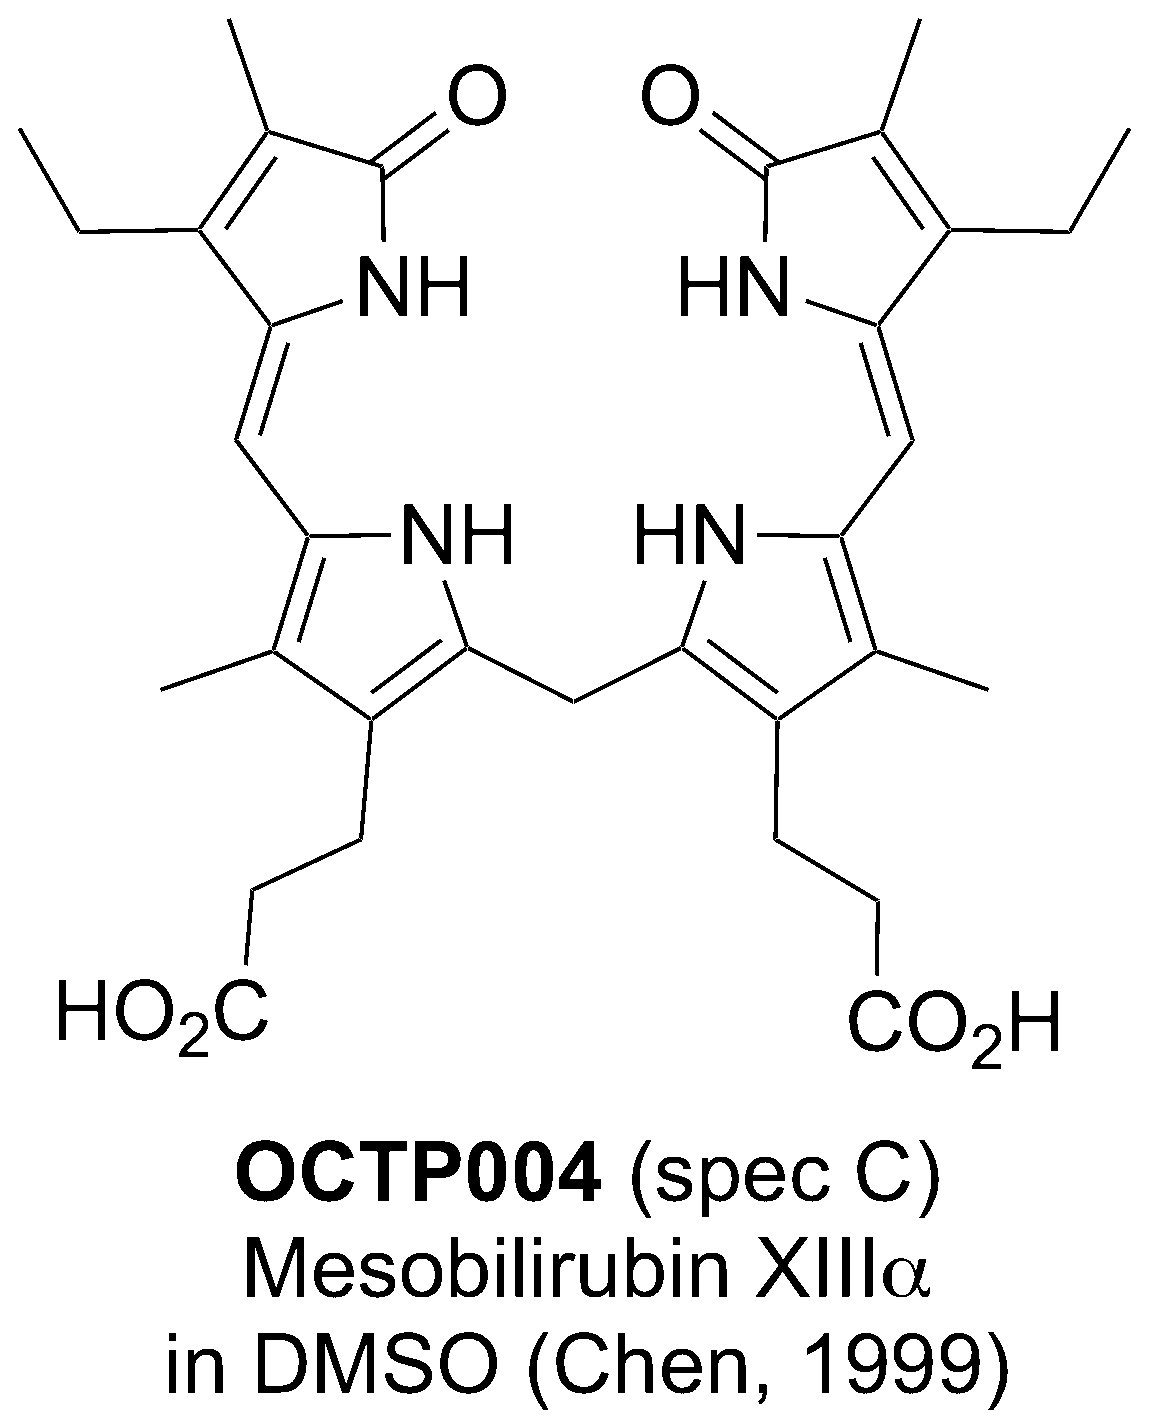 O O
NH HN
NH HN
HO₂C CO₂H
OCTP004 (spec C)
Mesobilirubin XIIIα
in DMSO (Chen, 1999)